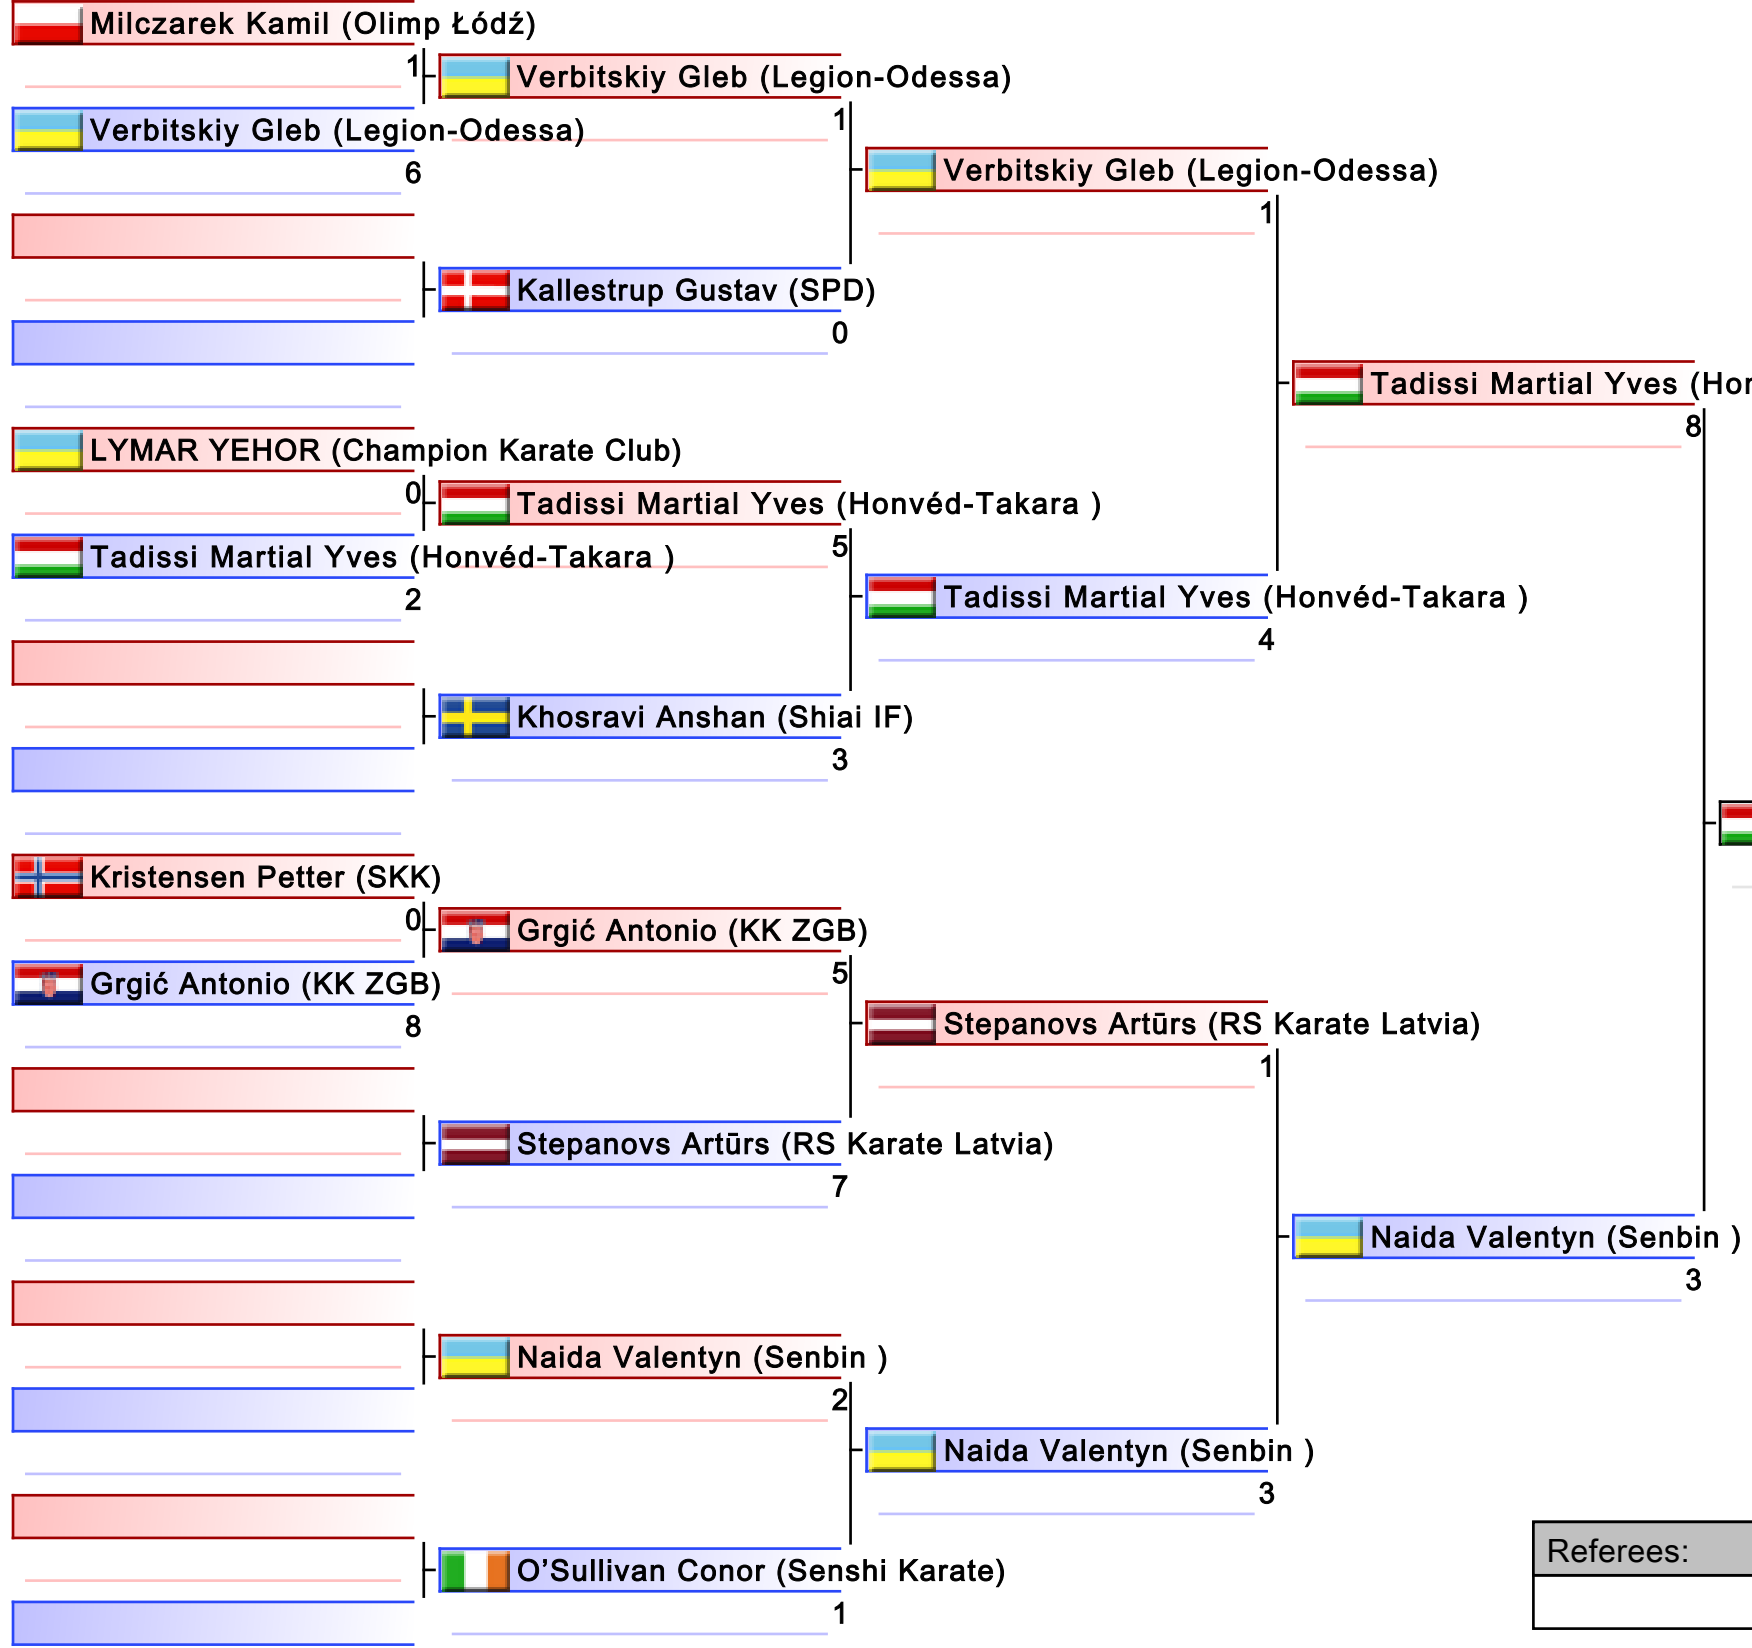 Milczarek Kamil (Olimp Łódź)
1
Verbitskiy Gleb (Legion-Odessa)
6
LYMAR YEHOR (Champion Karate Club)
0
Tadissi Martial Yves (Honvéd-Takara )
2
Kristensen Petter (SKK)
0
Grgić Antonio (KK ZGB)
8
Verbitskiy Gleb (Legion-Odessa)
1
Kallestrup Gustav (SPD)
0
Tadissi Martial Yves (Honvéd-Takara )
5
Khosravi Anshan (Shiai IF)
3
Grgić Antonio (KK ZGB)
5
Stepanovs Artūrs (RS Karate Latvia)
7
Naida Valentyn (Senbin )
2
O’Sullivan Conor (Senshi Karate)
1
Verbitskiy Gleb (Legion-Odessa)
1
Tadissi Martial Yves (Honvéd-Takara )
4
Stepanovs Artūrs (RS Karate Latvia)
1
Naida Valentyn (Senbin )
3
Tadissi Martial Yves
8
Naida Valentyn (Senbin )
3
Referees: